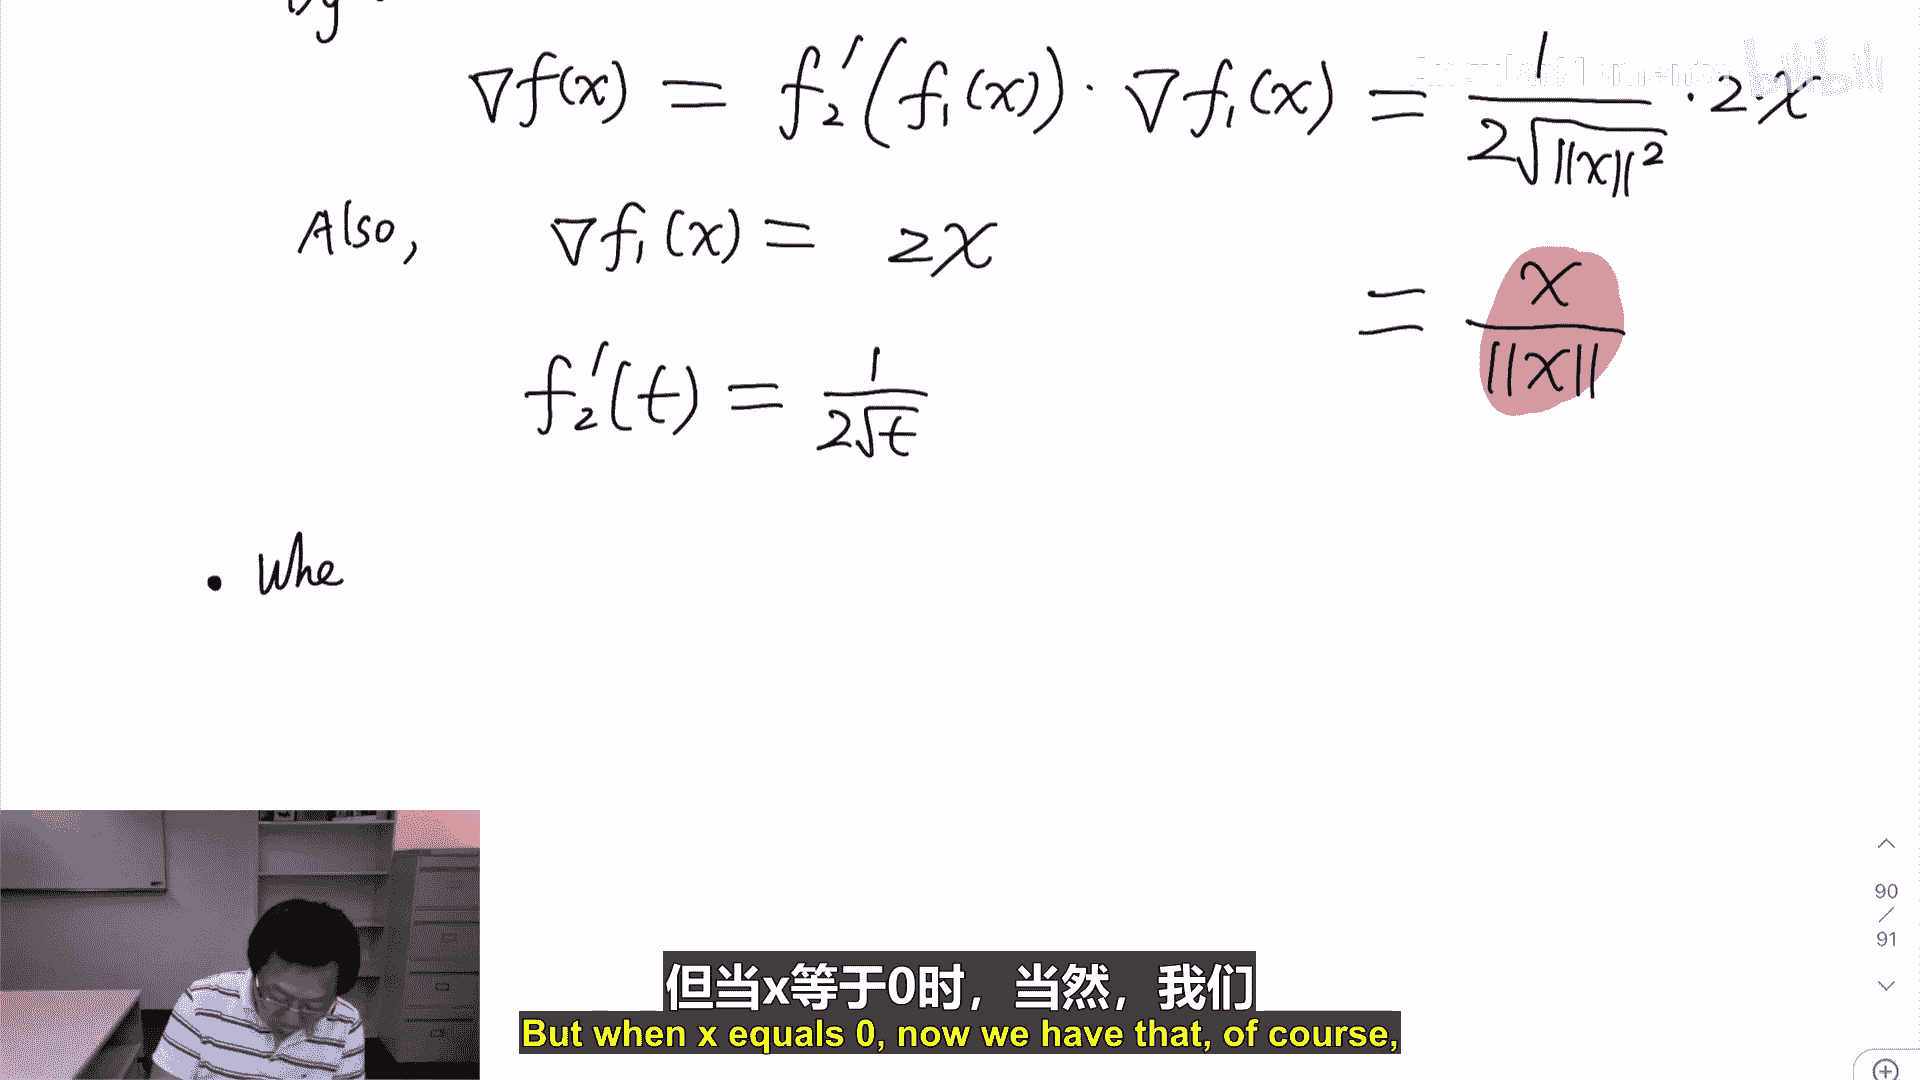 ∇f(x) = f₂′(f₁(x)) · ∇f₁(x) = 1/(2√‖x‖²) · 2·x
Also, ∇f₁(x) = 2x
= x/‖x‖
f₂′(t) = 1/(2√t)
• Whe
90
/
91
但当x等于0时，当然，我们
But when x equals 0, now we have that, of course,